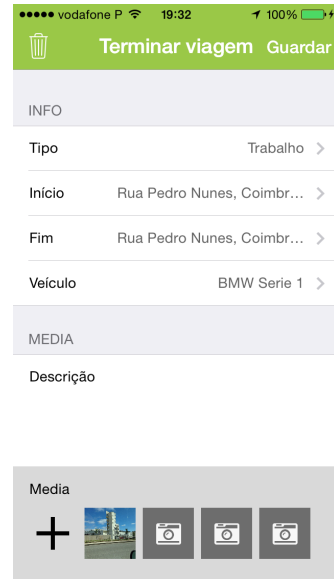 vodafone P 19:32 100%
Terminar viagem Guardar
INFO
Tipo Trabalho
Início Rua Pedro Nunes, Coimbr...
Fim Rua Pedro Nunes, Coimbr...
Veículo BMW Serie 1
MEDIA
Descrição
Media